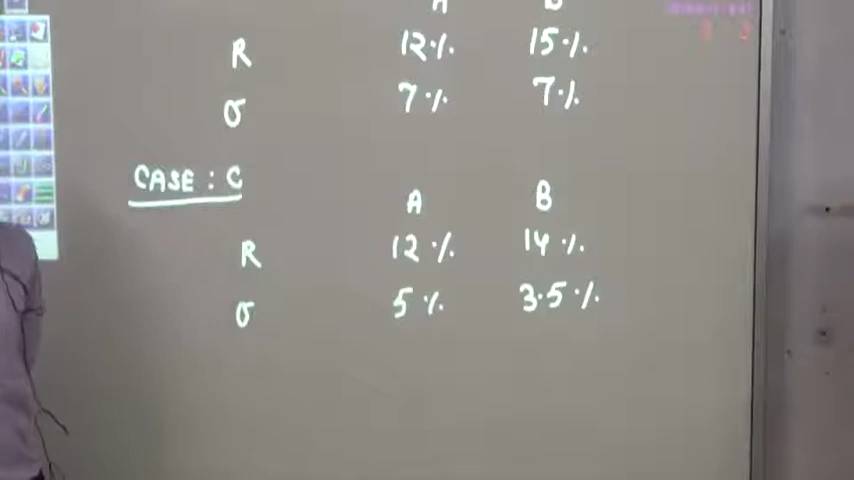 A B
R 12% 15%
σ 7% 7%
CASE : C
A B
R 12% 14%
σ 5% 3.5%